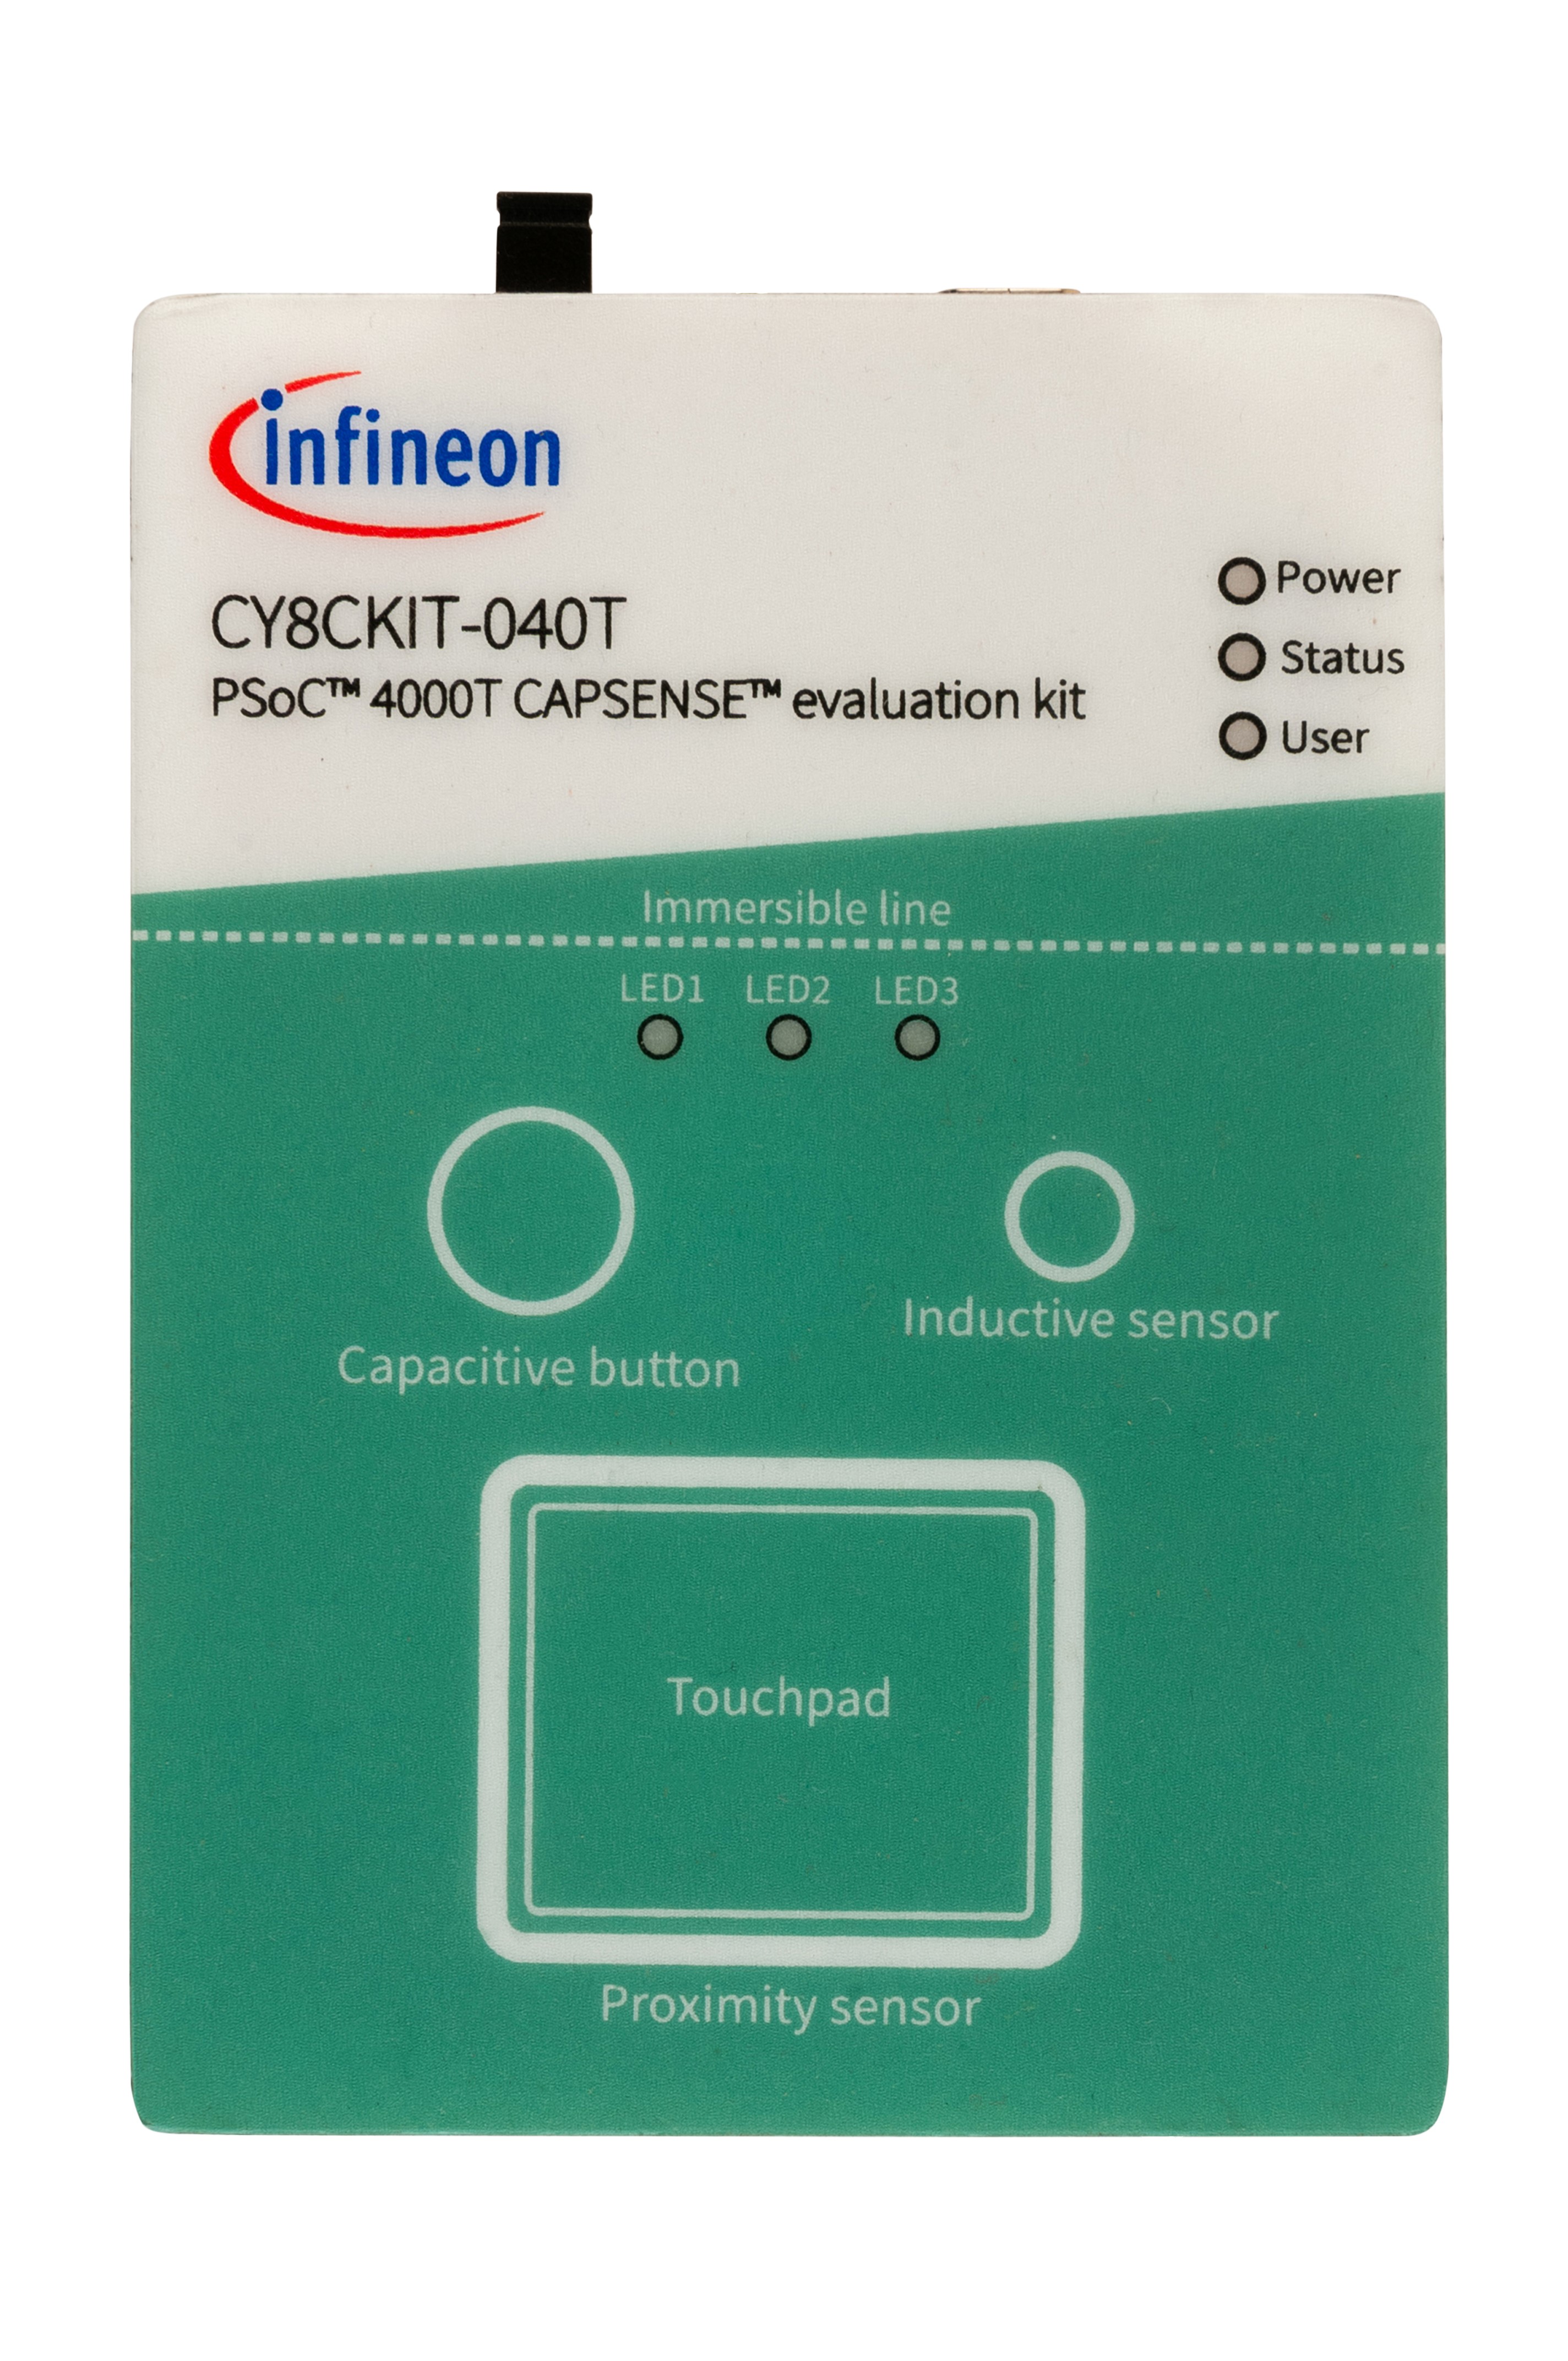 infineon
CY8CKIT-040T
PSoC™ 4000T CAPSENSE™ evaluation kit
Power
Status
User
Immersible line
LED1 LED2 LED3
Capacitive button
Inductive sensor
Touchpad
Proximity sensor